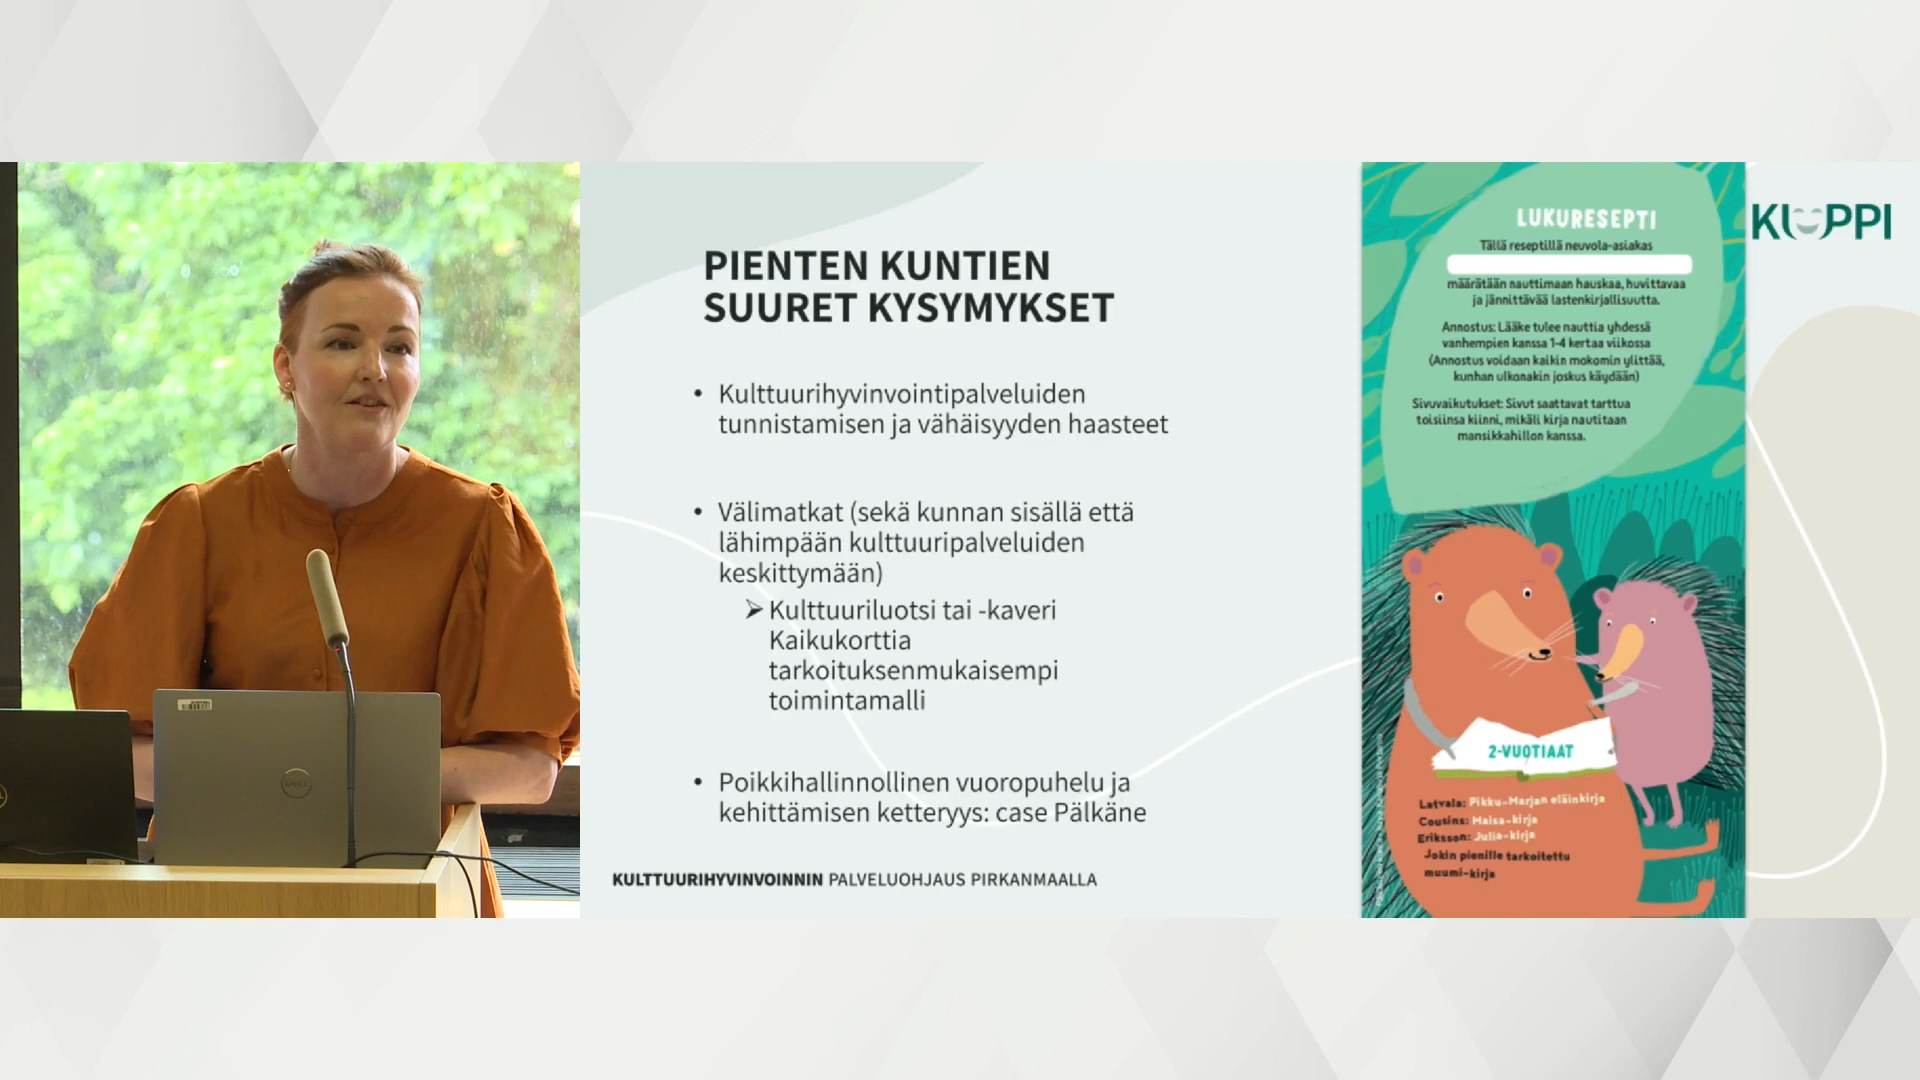 PIENTEN KUNTIEN
SUURET KYSYMYKSET
• Kulttuurihyvinvointipalveluiden
tunnistamisen ja vähäisyyden haasteet
• Välimatkat (sekä kunnan sisällä että
lähimpään kulttuuripalveluiden
keskittymään)
➢ Kulttuuriluotsi tai -kaveri
Kaikukorttia
tarkoituksenmukaisempi
toimintamalli
• Poikkihallinnollinen vuoropuhelu ja
kehittämisen ketteryys: case Pälkäne
KULTTUURIHYVINVOINNIN PALVELUOHJAUS PIRKANMAALLA
LUKURESEPTI
Tällä reseptillä neuvola-asiakas
määrätään nauttimaan hauskaa, huvittavaa
ja jännittävää lastenkirjallisuutta.
Annostus: Lääke tulee nauttia yhdessä
vanhempien kanssa 1-4 kertaa viikossa
(Annostus voidaan kaikin mokomin ylittää,
kunhan ulkonakin joskus käydään)
Sivuvaikutukset: Sivut saattavat tarttua
toisiinsa kiinni, mikäli kirja nautitaan
mansikkahillon kanssa.
2-VUOTIAAT
Latvala: Pikku-Marjan eläinkirja
Cousins: Maisa-kirja
Eriksson: Julia-kirja
Jokin pienille tarkoitettu
muumi-kirja
KUPPI
DELL